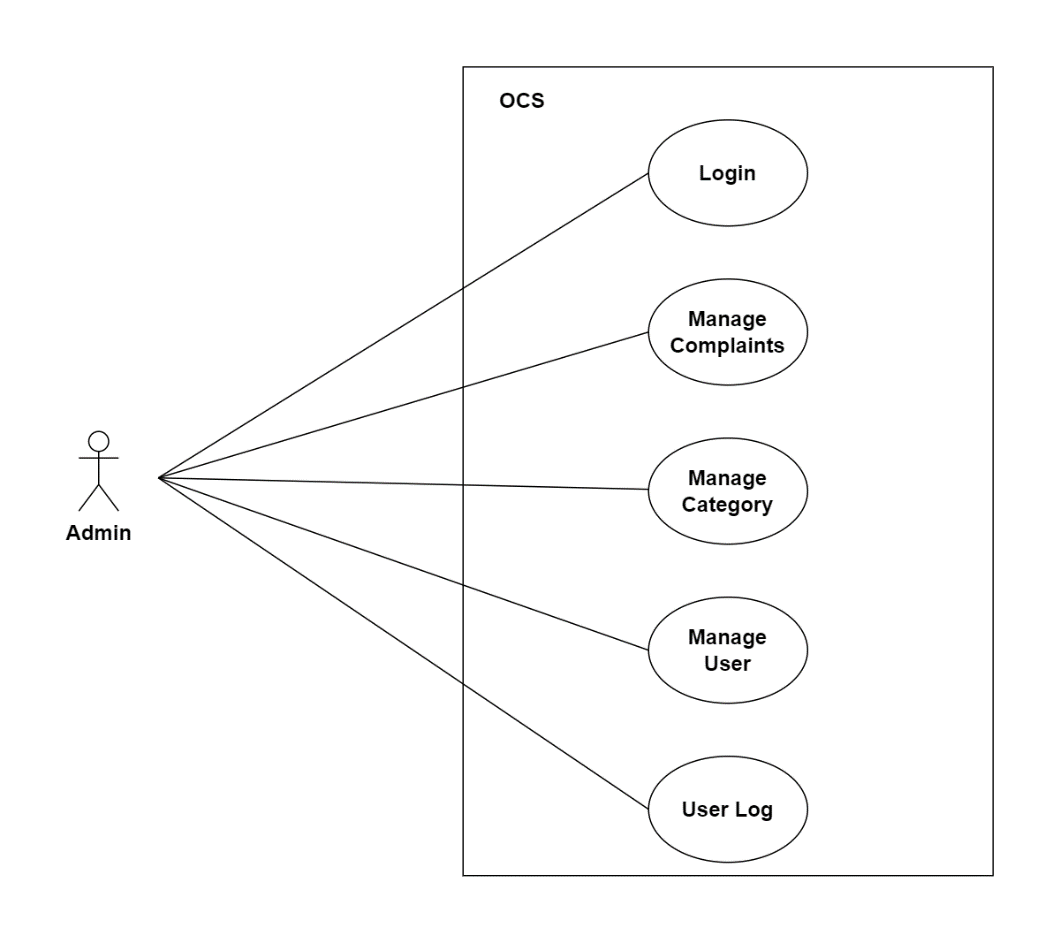 OCS
Login
Manage
Complaints
Manage
Category
Admin
Manage
User
User Log